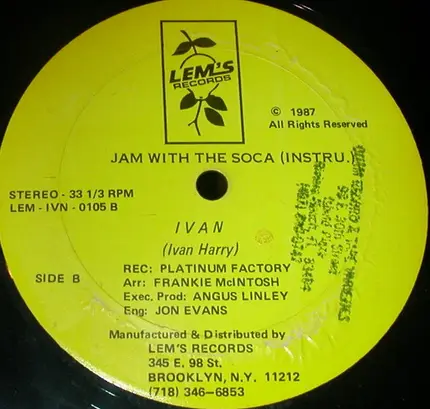 LEM'S
RECORDS
© 1987
All Rights Reserved
JAM WITH THE SOCA (INSTRU.)
STEREO - 33 1/3 RPM
LEM - IVN - 0105 B
IVAN
(Ivan Harry)
SIDE B
REC: PLATINUM FACTORY
Arr: FRANKIE McINTOSH
Exec. Prod: ANGUS LINLEY
Eng: JON EVANS
Manufactured & Distributed by
LEM'S RECORDS
345 E. 98 St.
BROOKLYN, N.Y. 11212
(718) 346-6853